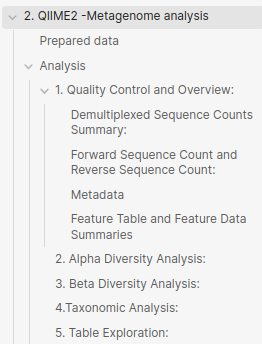 2. QIIME2 -Metagenome analysis
Prepared data
Analysis
1. Quality Control and Overview:
Demultiplexed Sequence Counts
Summary:
Forward Sequence Count and
Reverse Sequence Count:
Metadata
Feature Table and Feature Data
Summaries
2. Alpha Diversity Analysis:
3. Beta Diversity Analysis:
4.Taxonomic Analysis:
5. Table Exploration: